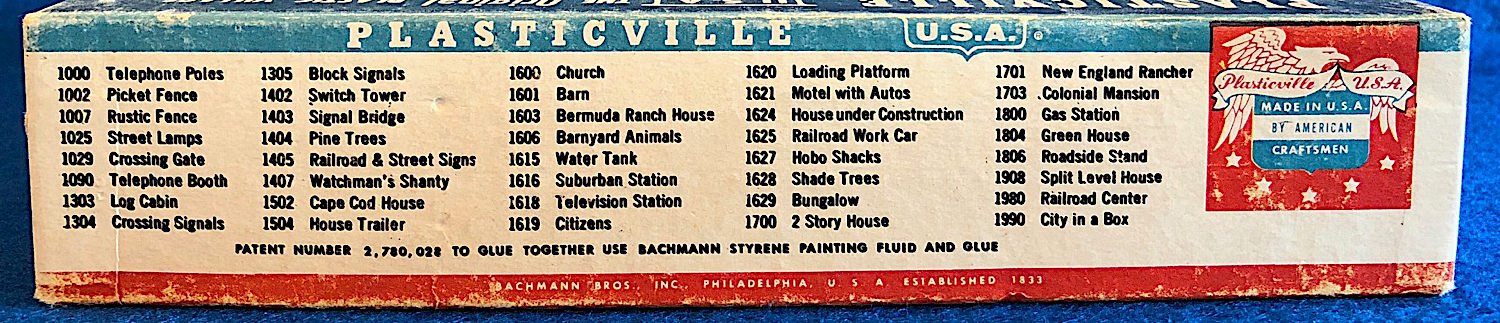 PLASTICVILLE U.S.A. THE ORIGINAL PLASTIC
PLASTICVILLE U.S.A. ®
1000 Telephone Poles
1002 Picket Fence
1007 Rustic Fence
1025 Street Lamps
1029 Crossing Gate
1090 Telephone Booth
1303 Log Cabin
1304 Crossing Signals
1305 Block Signals
1402 Switch Tower
1403 Signal Bridge
1404 Pine Trees
1405 Railroad & Street Signs
1407 Watchman's Shanty
1502 Cape Cod House
1504 House Trailer
1600 Church
1601 Barn
1603 Bermuda Ranch House
1606 Barnyard Animals
1615 Water Tank
1616 Suburban Station
1618 Television Station
1619 Citizens
1620 Loading Platform
1621 Motel with Autos
1624 House under Construction
1625 Railroad Work Car
1627 Hobo Shacks
1628 Shade Trees
1629 Bungalow
1700 2 Story House
1701 New England Rancher
1703 Colonial Mansion
1800 Gas Station
1804 Green House
1806 Roadside Stand
1908 Split Level House
1980 Railroad Center
1990 City in a Box
Plasticville U.S.A.
MADE IN U.S.A.
BY AMERICAN
CRAFTSMEN
PATENT NUMBER 2,780,028 TO GLUE TOGETHER USE BACHMANN STYRENE PAINTING FLUID AND GLUE
BACHMANN BROS., INC., PHILADELPHIA, U. S. A. ESTABLISHED 1833